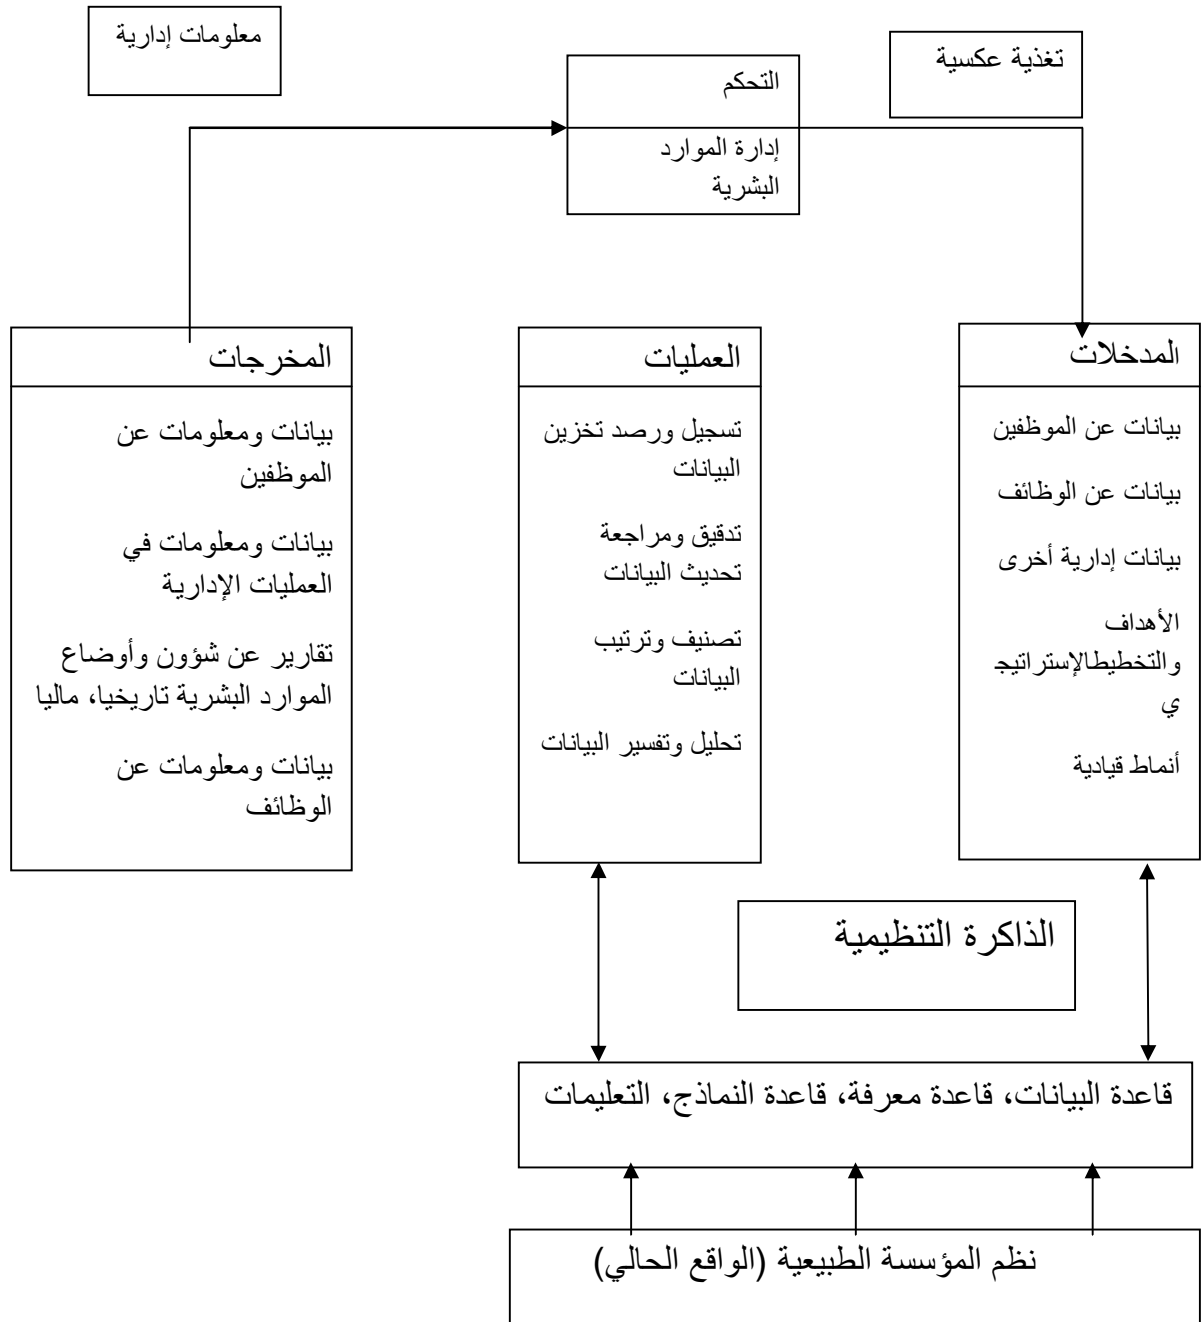 معلومات إدارية
تغذية عكسية
التحكم
إدارة الموارد
البشرية
المدخلات
بيانات عن الموظفين
بيانات عن الوظائف
بيانات إدارية أخرى
الأهداف
والتخطيطالإستراتيج
ي
أنماط قيادية
العمليات
تسجيل ورصد تخزين
البيانات
تدقيق ومراجعة
تحديث البيانات
تصنيف وترتيب
البيانات
تحليل وتفسير البيانات
المخرجات
بيانات ومعلومات عن
الموظفين
بيانات ومعلومات في
العمليات الإدارية
تقارير عن شؤون وأوضاع
الموارد البشرية تاريخيا، ماليا
بيانات ومعلومات عن
الوظائف
الذاكرة التنظيمية
قاعدة البيانات، قاعدة معرفة، قاعدة النماذج، التعليمات
نظم المؤسسة الطبيعية (الواقع الحالي)